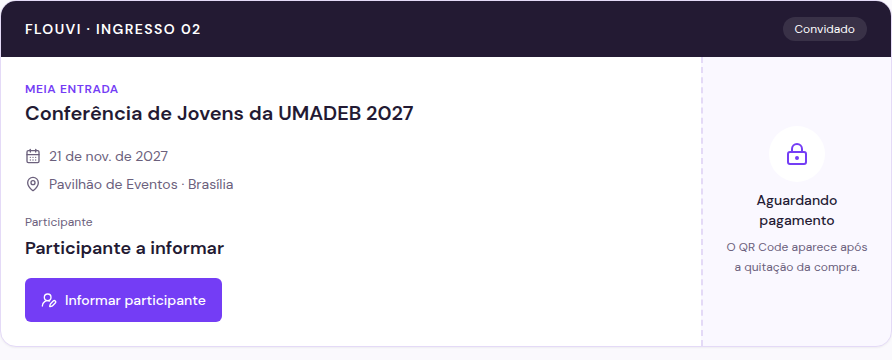 FLOUVI · INGRESSO 02
Convidado
MEIA ENTRADA
Conferência de Jovens da UMADEB 2027
21 de nov. de 2027
Pavilhão de Eventos · Brasília
Participante
Participante a informar
Informar participante
Aguardando
pagamento
O QR Code aparece após
a quitação da compra.